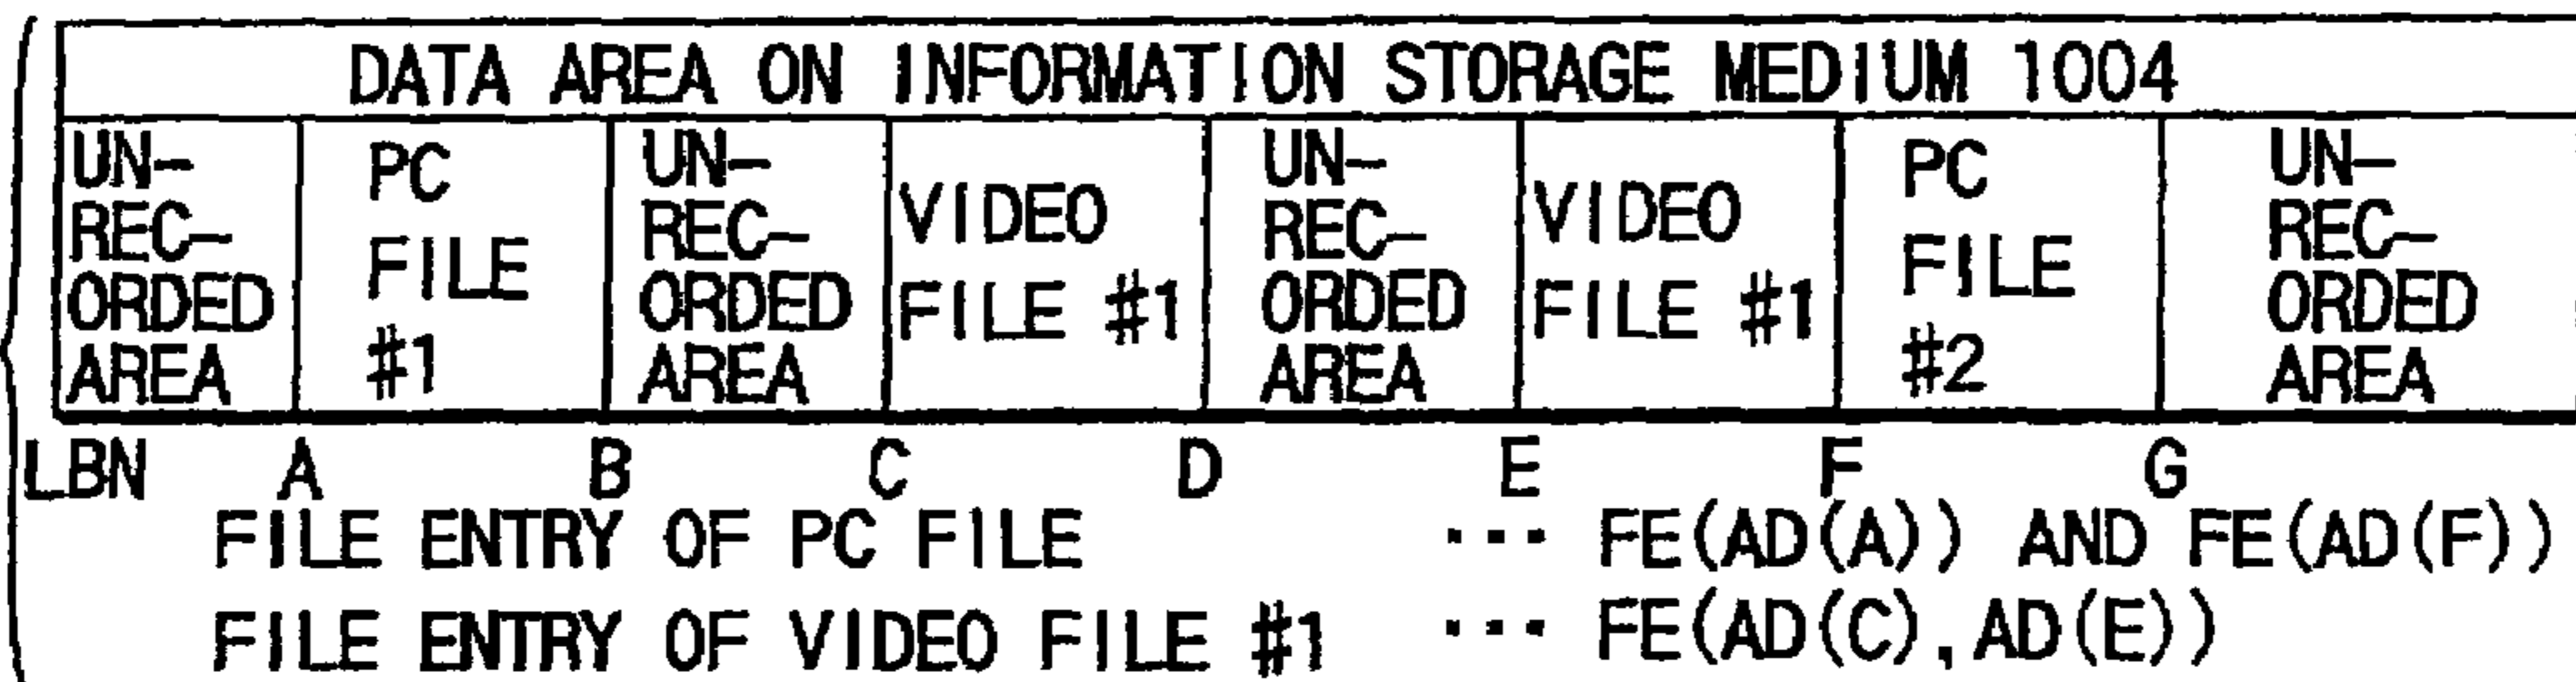 DATA AREA ON INFORMATION STORAGE MEDIUM 1004
UN-
REC-
ORDED
AREA
PC
FILE
#1
UN-
REC-
ORDED
AREA
VIDEO
FILE #1
UN-
REC-
ORDED
AREA
VIDEO
FILE #1
PC
FILE
#2
UN-
REC-
ORDED
AREA
LBN A B C D E F G
FILE ENTRY OF PC FILE ··· FE(AD(A)) AND FE(AD(F))
FILE ENTRY OF VIDEO FILE #1 ··· FE(AD(C),AD(E))